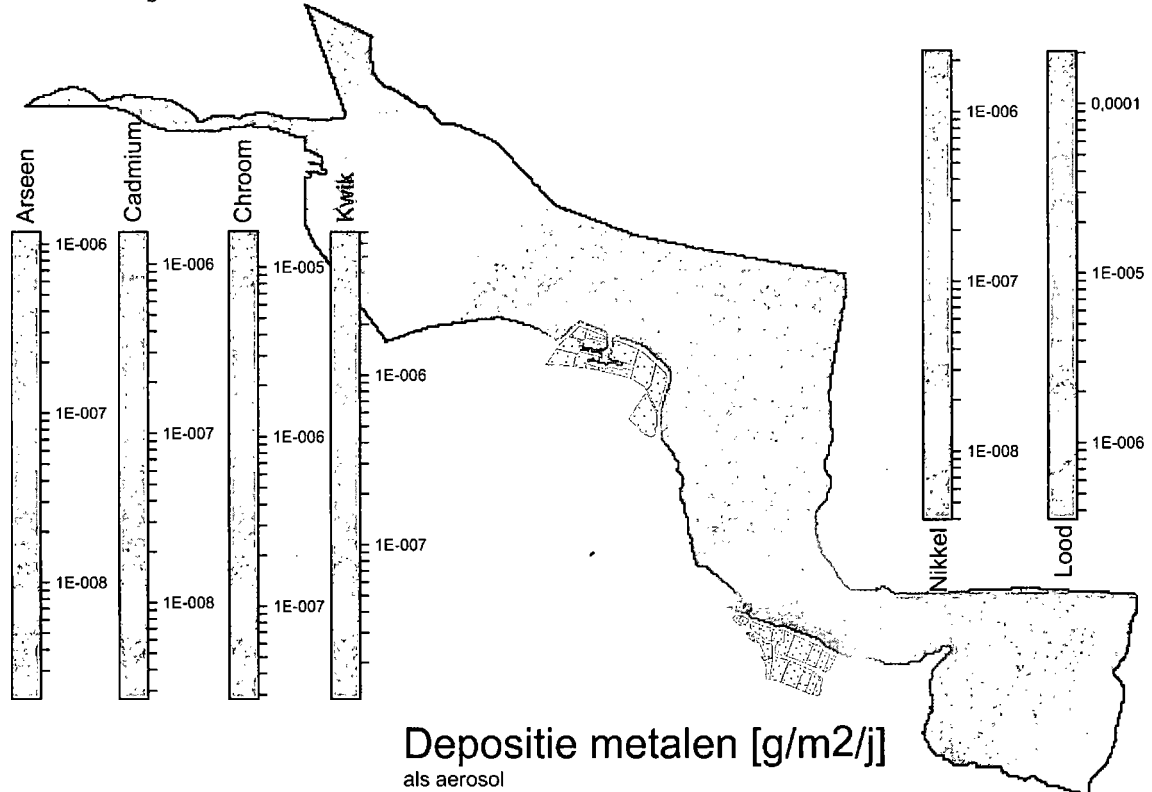 Arseen
1E-006
1E-007
1E-008
Cadmium
1E-006
1E-007
1E-008
Chroom
1E-005
1E-006
1E-007
Kwik
1E-006
1E-007
Nikkel
1E-006
1E-007
1E-008
Lood
0,0001
1E-005
1E-006
Depositie metalen [g/m2/j]
als aerosol